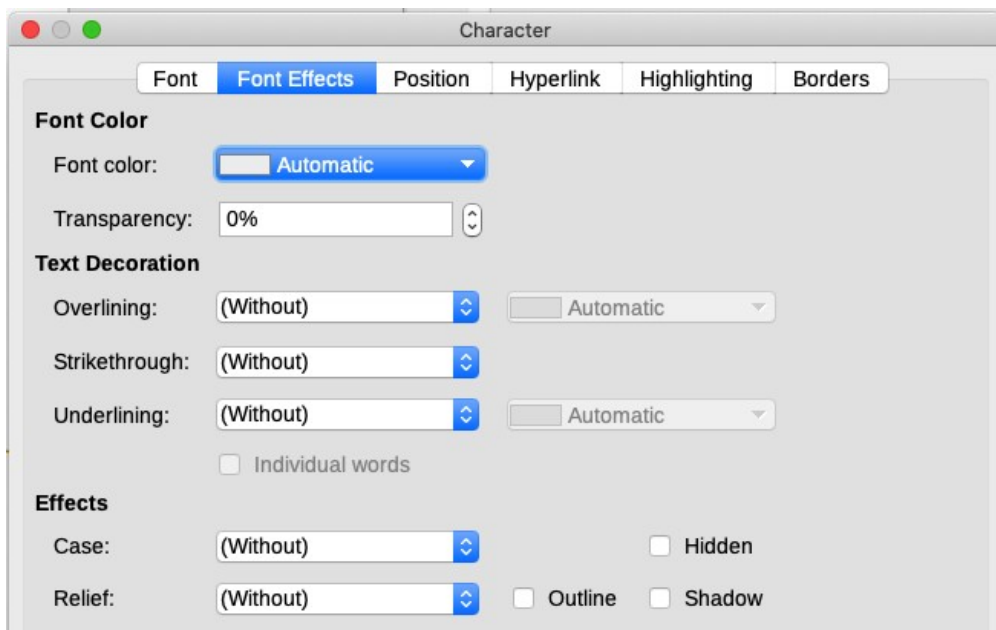 Character
Font Font Effects Position Hyperlink Highlighting Borders
Font Color
Font color: Automatic
Transparency: 0%
Text Decoration
Overlining: (Without) Automatic
Strikethrough: (Without)
Underlining: (Without) Automatic
Individual words
Effects
Case: (Without) Hidden
Relief: (Without) Outline Shadow